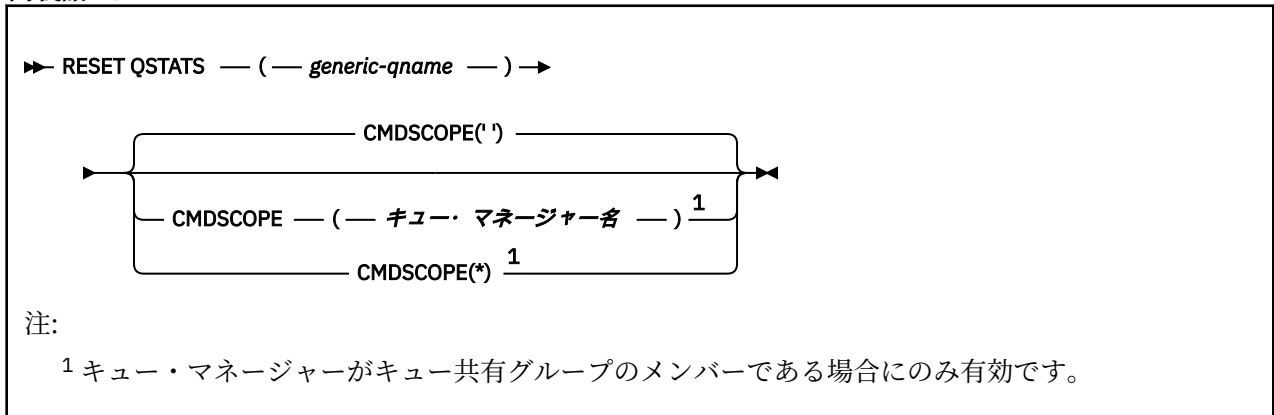 RESET QSTATS ( generic-qname )
CMDSCOPE(' ')
CMDSCOPE ( キュー・マネージャー名 ) 1
CMDSCOPE(*) 1
注:
1 キュー・マネージャーがキュー共有グループのメンバーである場合にのみ有効です。